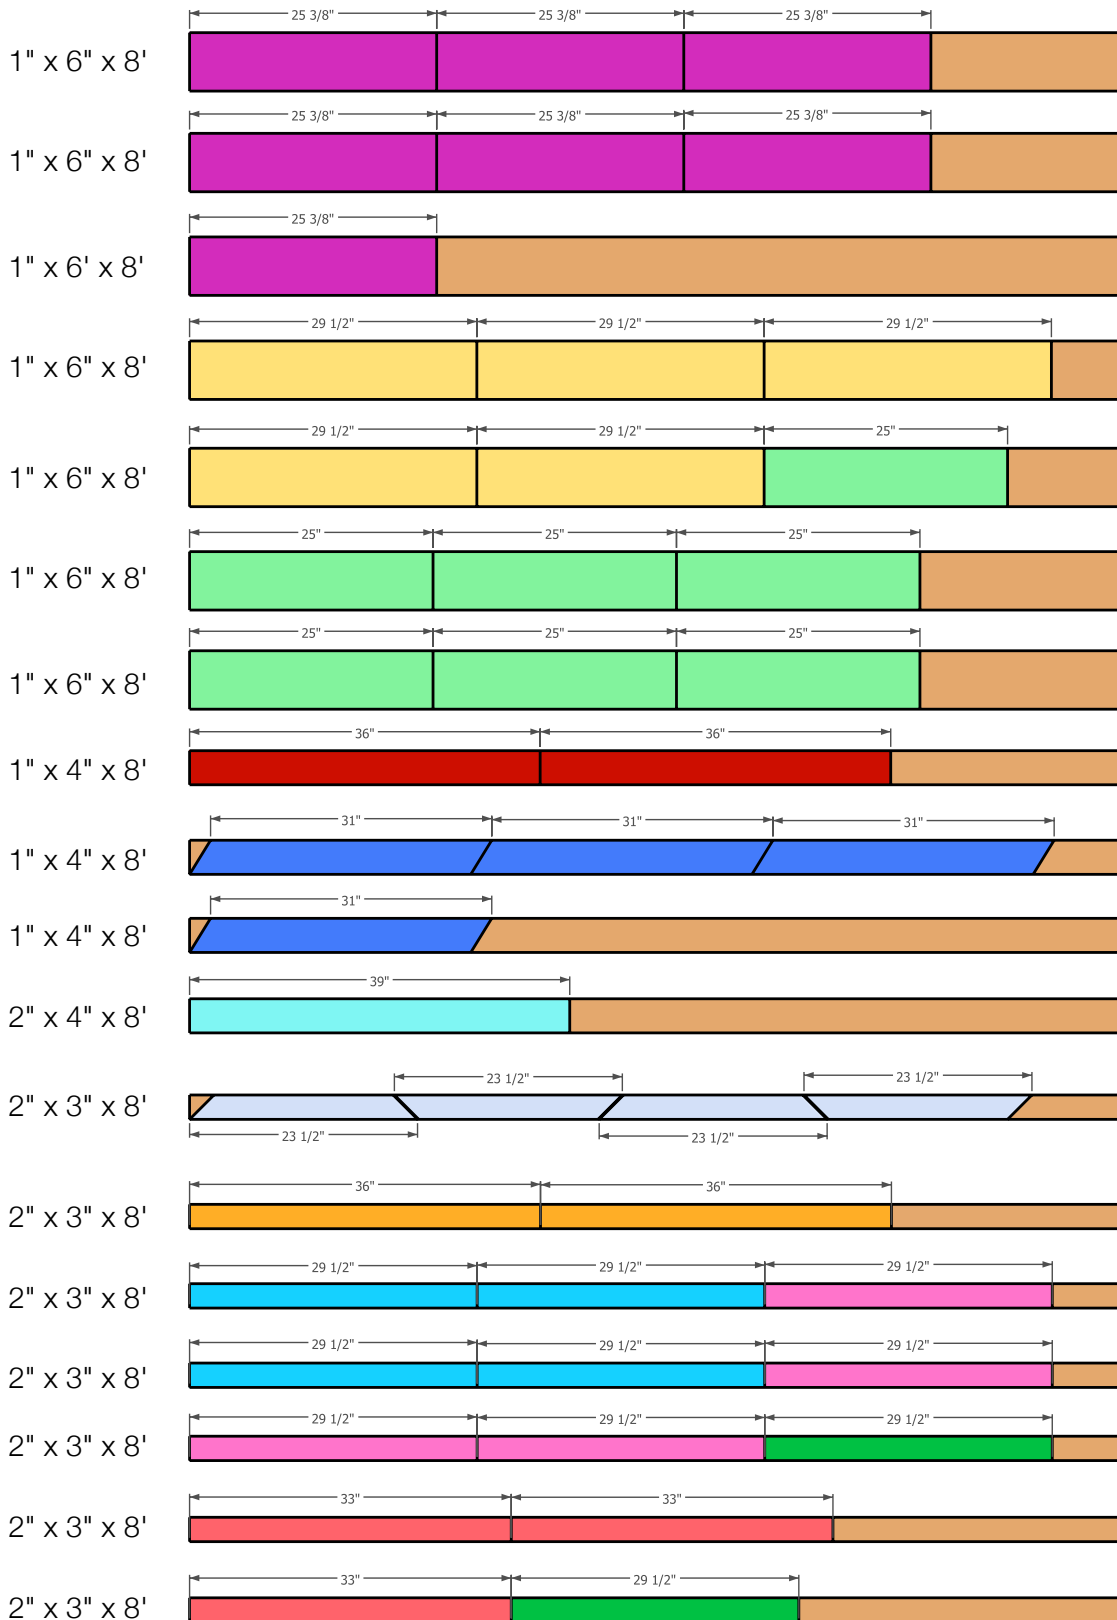 25 3/8" 25 3/8" 25 3/8"
1" x 6" x 8'
25 3/8" 25 3/8" 25 3/8"
1" x 6" x 8'
25 3/8"
1" x 6' x 8'
29 1/2" 29 1/2" 29 1/2"
1" x 6" x 8'
29 1/2" 29 1/2" 25"
1" x 6" x 8'
25" 25" 25"
1" x 6" x 8'
25" 25" 25"
1" x 6" x 8'
36" 36"
1" x 4" x 8'
31" 31" 31"
1" x 4" x 8'
31"
1" x 4" x 8'
39"
2" x 4" x 8'
23 1/2" 23 1/2"
2" x 3" x 8'
23 1/2" 23 1/2"
36" 36"
2" x 3" x 8'
29 1/2" 29 1/2" 29 1/2"
2" x 3" x 8'
29 1/2" 29 1/2" 29 1/2"
2" x 3" x 8'
29 1/2" 29 1/2" 29 1/2"
2" x 3" x 8'
33" 33"
2" x 3" x 8'
33" 29 1/2"
2" x 3" x 8'